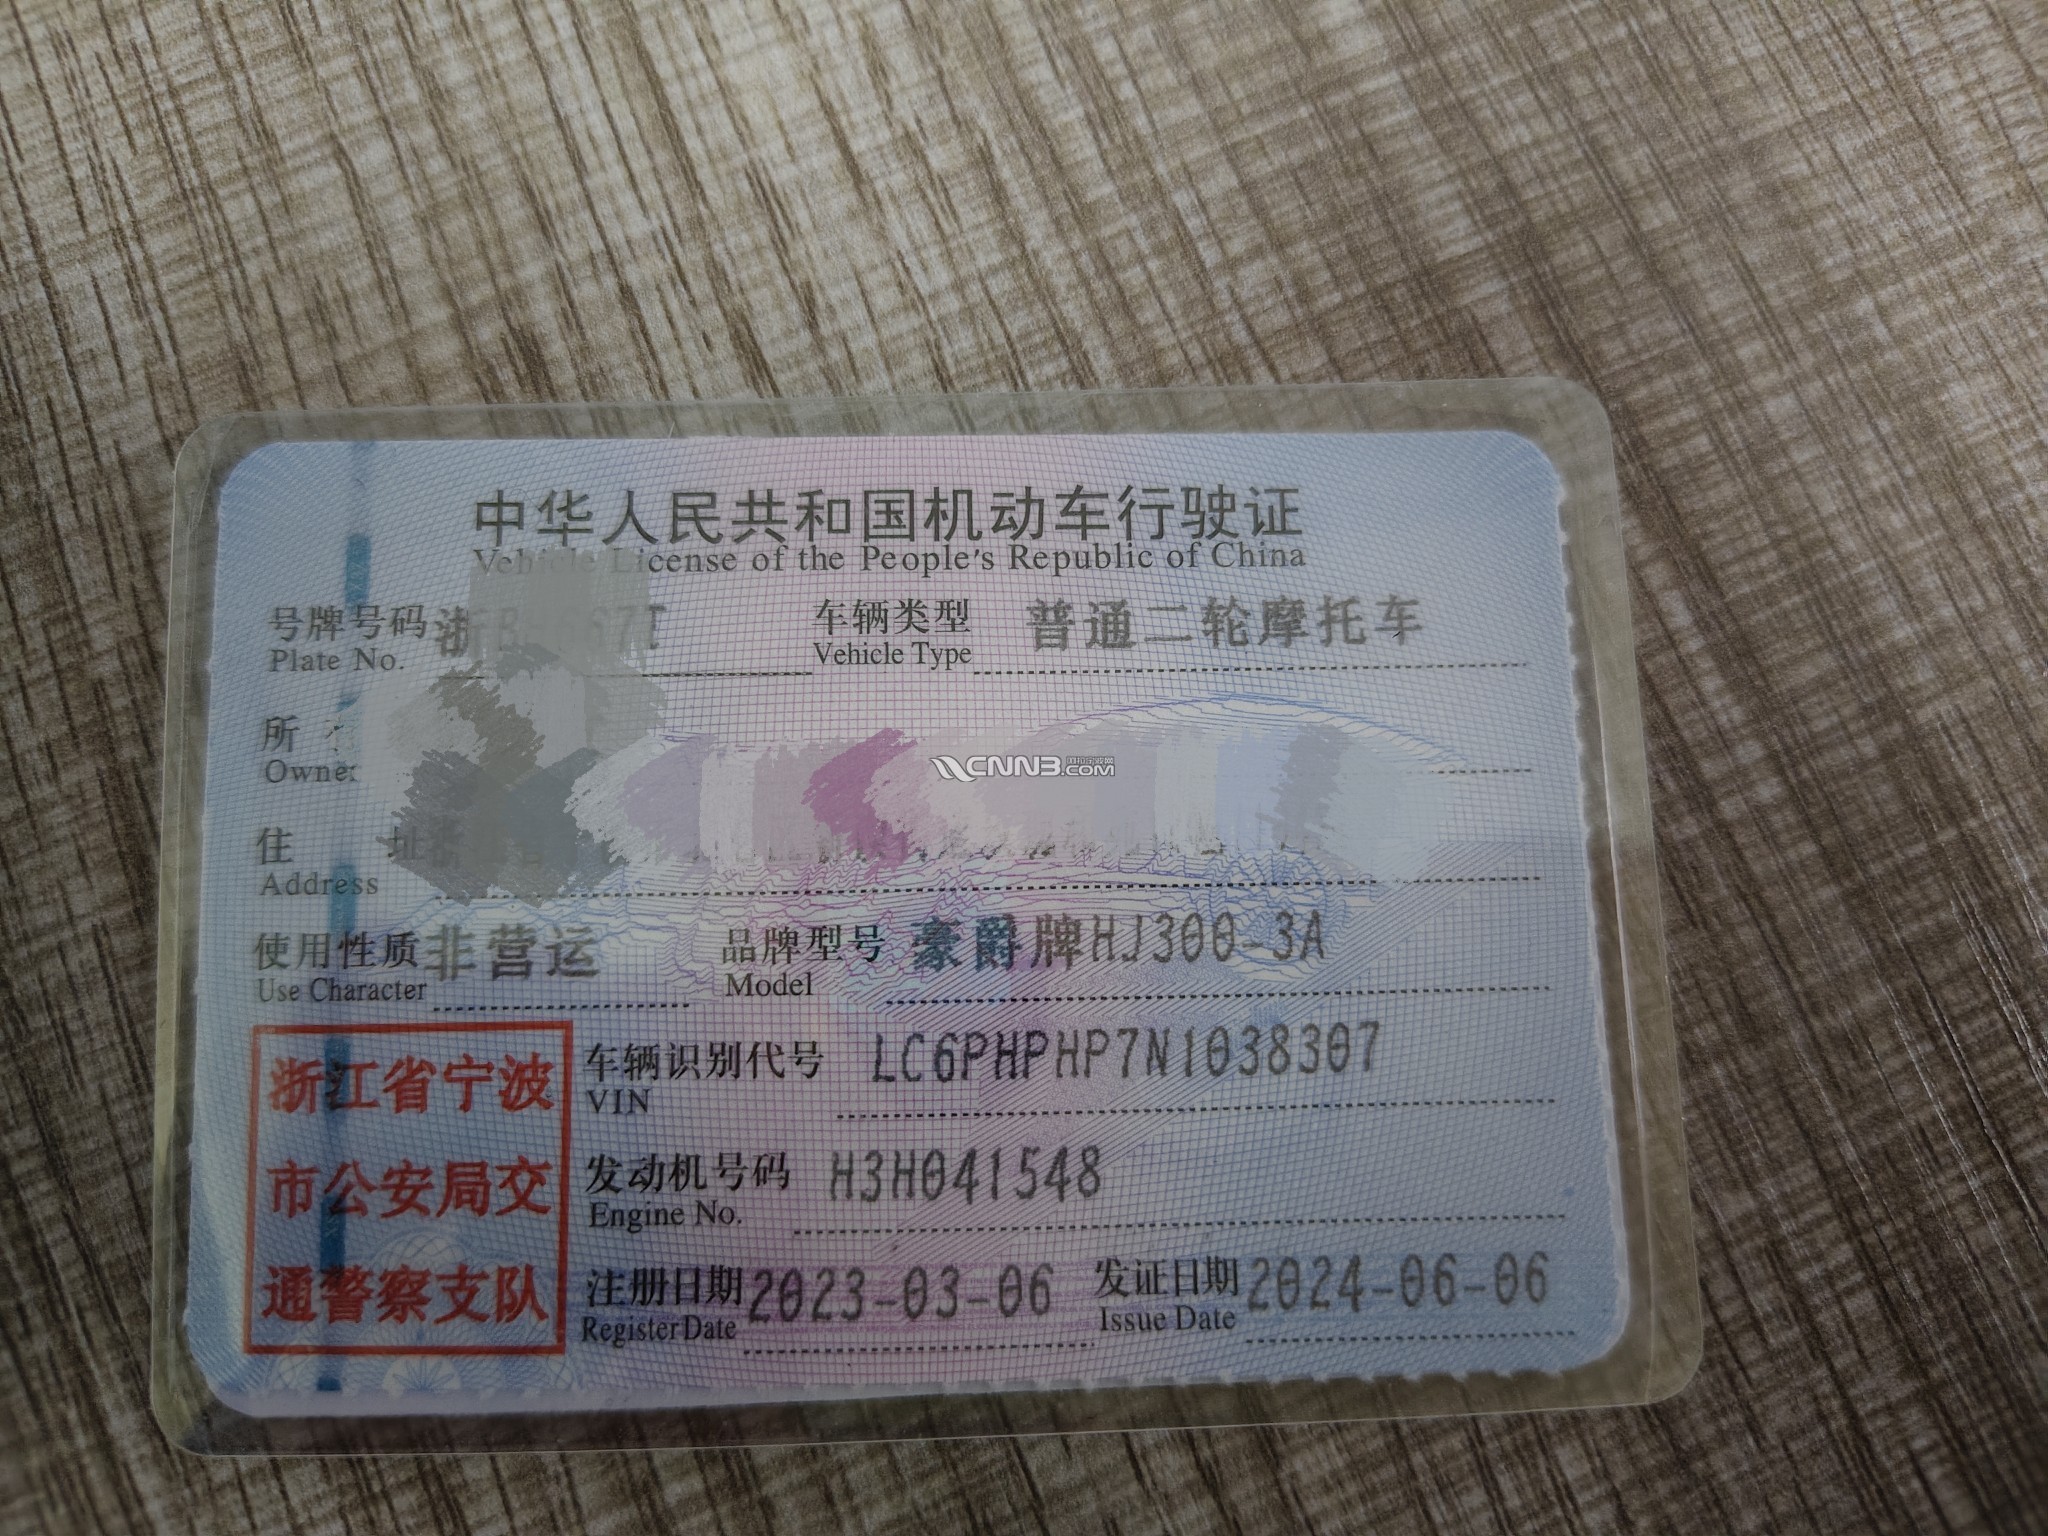 中华人民共和国机动车行驶证
Vehicle License of the People's Republic of China
号牌号码 浙B 车辆类型 普通二轮摩托车
Plate No. Vehicle Type
所
Owner
CNN3.COM
住 址
Address
使用性质 非营运 品牌型号 豪爵牌HJ300-3A
Use Character Model
浙江省宁波 车辆识别代号 LC6PHPHP7N1038307
VIN
市公安局交 发动机号码 H3H041548
Engine No.
通警察支队 注册日期 2023-03-06 发证日期 2024-06-06
Register Date Issue Date